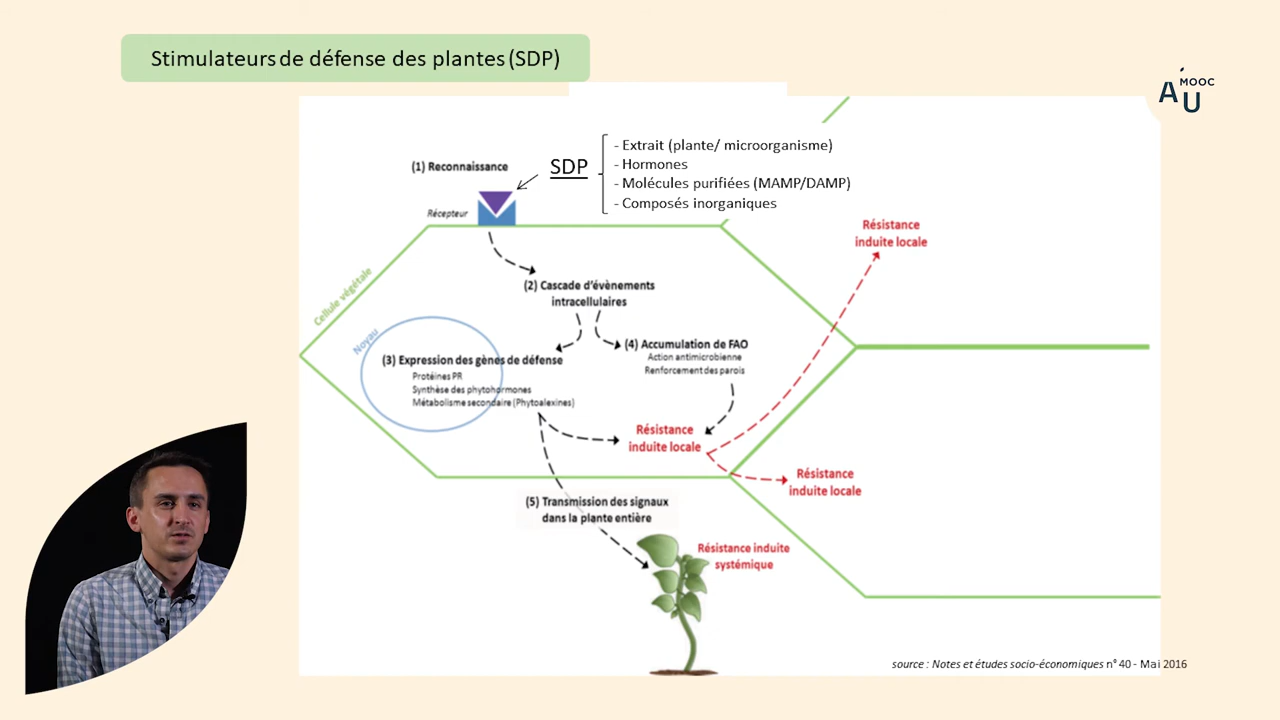 Stimulateurs de défense des plantes (SDP)
MOOC
AU
(1) Reconnaissance
SDP
- Extrait (plante/ microorganisme)
- Hormones
- Molécules purifiées (MAMP/DAMP)
- Composés inorganiques
Récepteur
Résistance
induite locale
Cellule végétale
(2) Cascade d'évènements
intracellulaires
Noyau
(3) Expression des gènes de défense
Protéines PR
Synthèse des phytohormones
Métabolisme secondaire (Phytoalexines)
(4) Accumulation de FAO
Action antimicrobienne
Renforcement des parois
Résistance
induite locale
Résistance
induite locale
(5) Transmission des signaux
dans la plante entière
Résistance induite
systémique
source : Notes et études socio-économiques n° 40 - Mai 2016